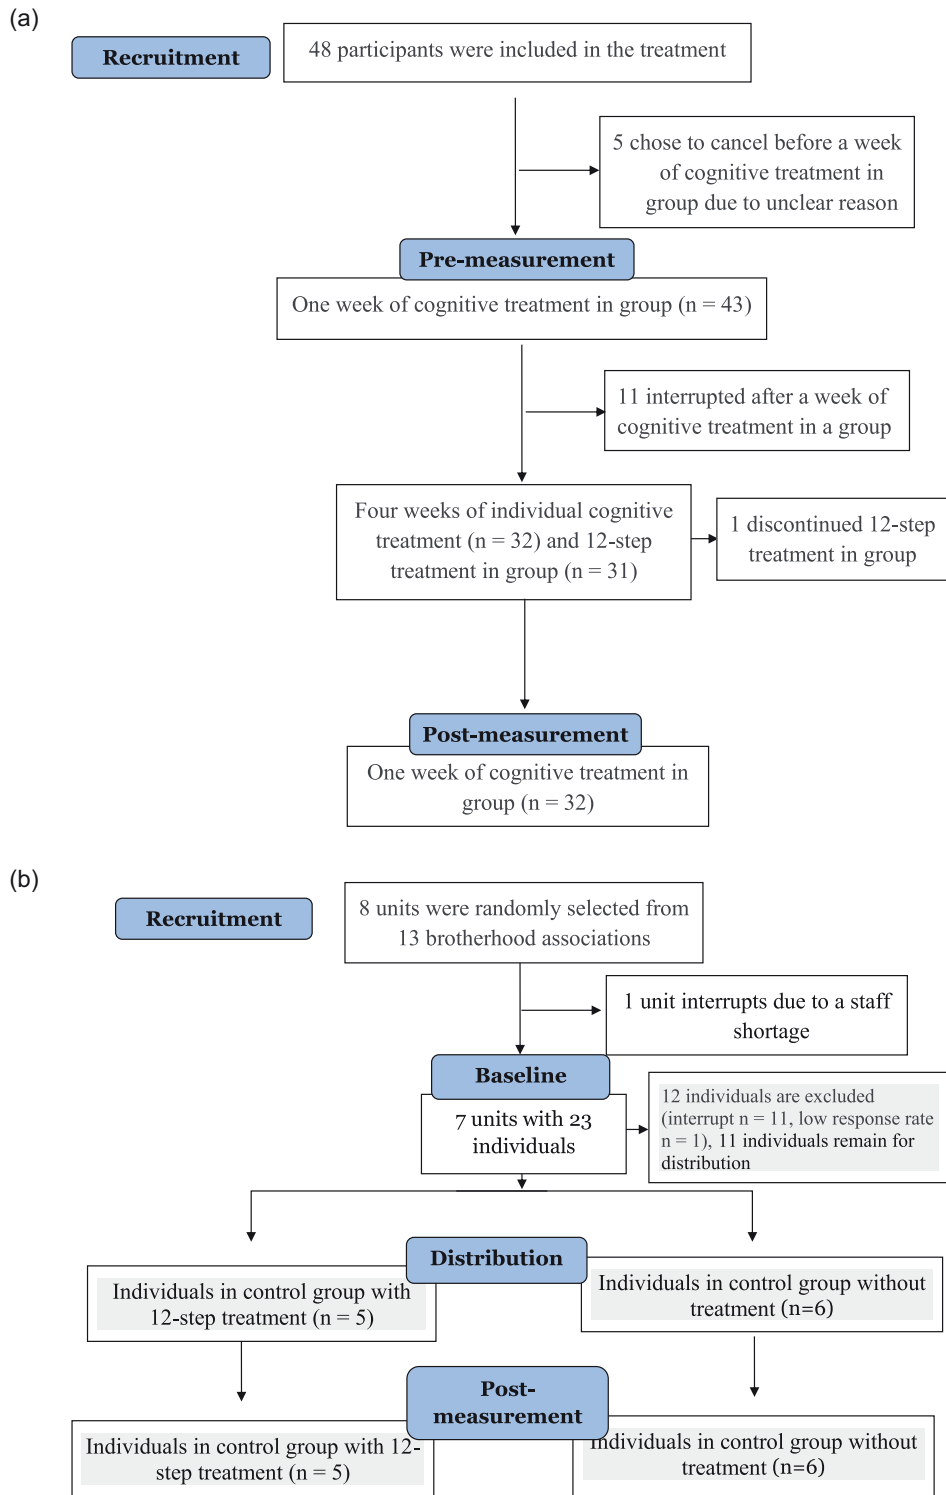 (a)
Recruitment
48 participants were included in the treatment
5 chose to cancel before a week
of cognitive treatment in
group due to unclear reason
Pre-measurement
One week of cognitive treatment in group (n = 43)
11 interrupted after a week of
cognitive treatment in a group
Four weeks of individual cognitive
treatment (n = 32) and 12-step
treatment in group (n = 31)
1 discontinued 12-step
treatment in group
Post-measurement
One week of cognitive treatment in
group (n = 32)
(b)
Recruitment
8 units were randomly selected from
13 brotherhood associations
1 unit interrupts due to a staff
shortage
Baseline
7 units with 23
individuals
12 individuals are excluded
(interrupt n = 11, low response rate
n = 1), 11 individuals remain for
distribution
Distribution
Individuals in control group with
12-step treatment (n = 5)
Individuals in control group without
treatment (n=6)
Post-
measurement
Individuals in control group with 12-
step treatment (n = 5)
Individuals in control group without
treatment (n=6)